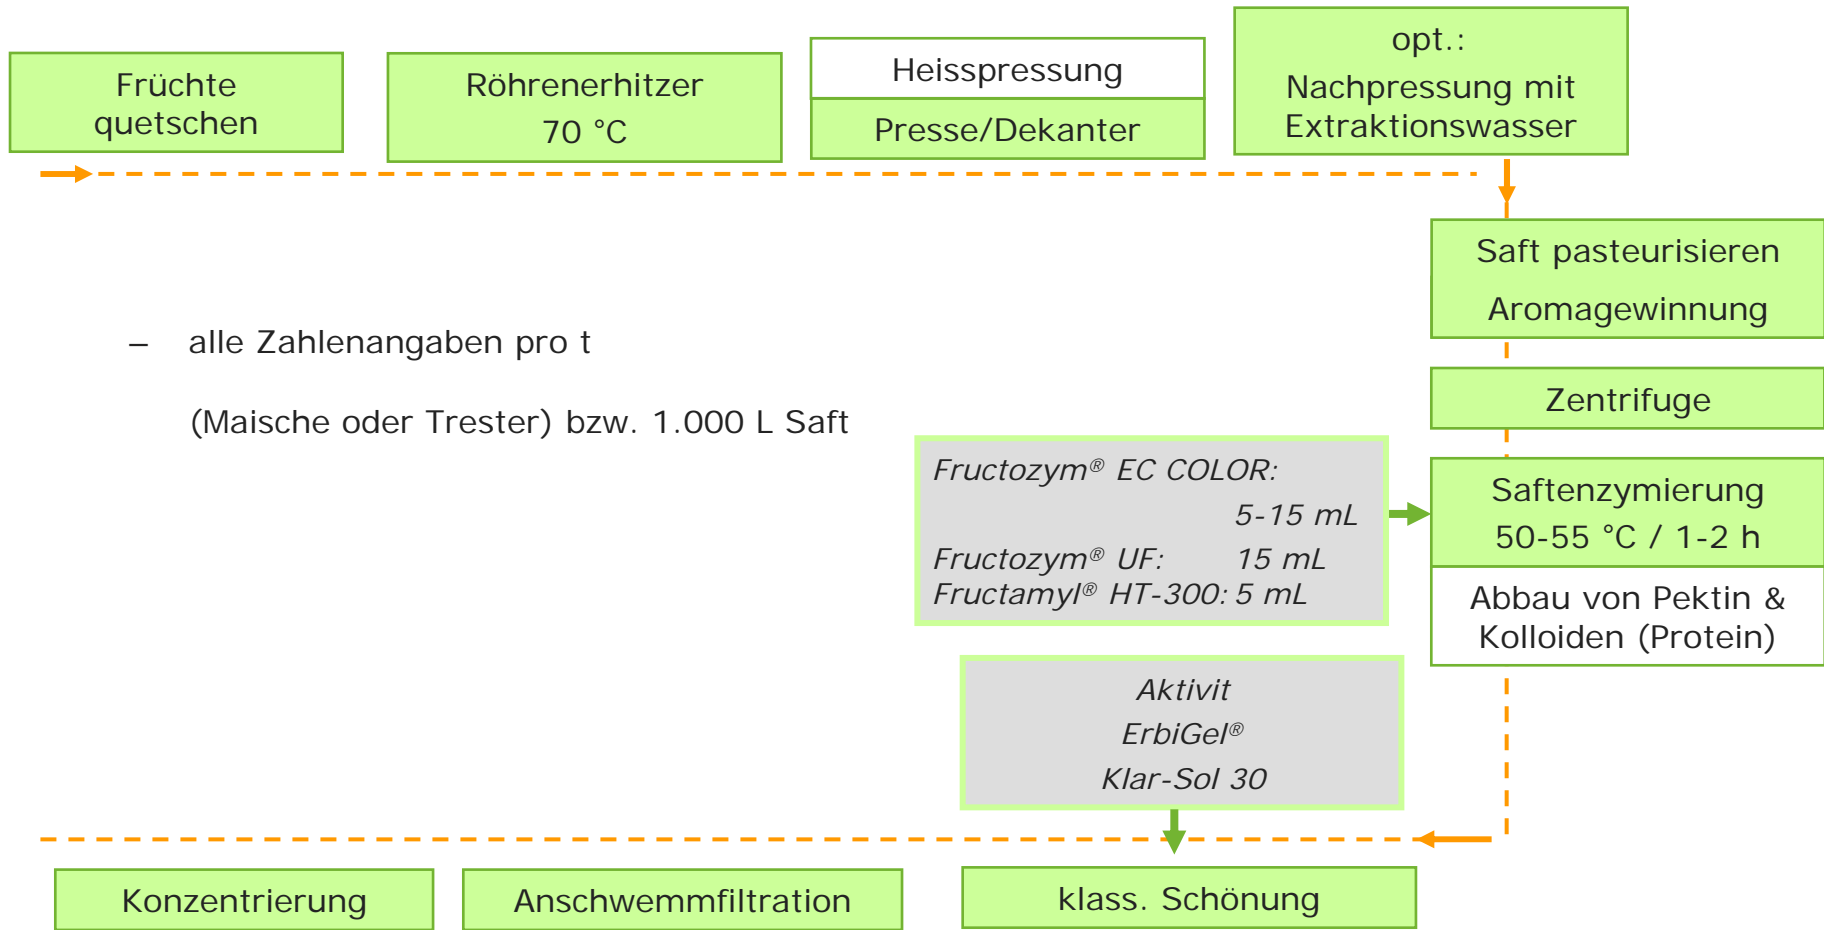 Früchte
quetschen
Röhrenerhitzer
70 °C
Heisspressung
Presse/Dekanter
opt.:
Nachpressung mit
Extraktionswasser
Saft pasteurisieren
Aromagewinnung
– alle Zahlenangaben pro t
(Maische oder Trester) bzw. 1.000 L Saft
Zentrifuge
Fructozym® EC COLOR:
5-15 mL
Fructozym® UF: 15 mL
Fructamyl® HT-300: 5 mL
Saftenzymierung
50-55 °C / 1-2 h
Abbau von Pektin &
Kolloiden (Protein)
Aktivit
ErbiGel®
Klar-Sol 30
klass. Schönung
Anschwemmfiltration
Konzentrierung